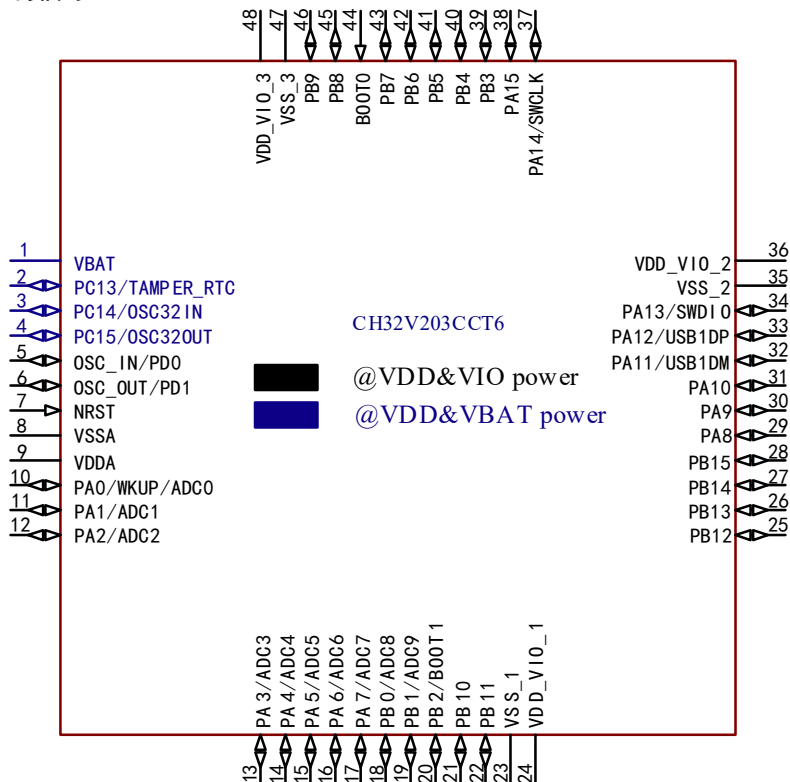 48 47 46 45 44 43 42 41 40 39 38 37
VDD_VIO_3
VSS_3
PB9
PB8
BOOT0
PB7
PB6
PB5
PB4
PB3
PA15
PA14/SWCLK
1 VBAT
2 PC13/TAMPER_RTC
3 PC14/OSC32IN
4 PC15/OSC32OUT
5 OSC_IN/PD0
6 OSC_OUT/PD1
7 NRST
8 VSSA
9 VDDA
10 PA0/WKUP/ADC0
11 PA1/ADC1
12 PA2/ADC2
CH32V203CCT6
@VDD&VIO power
@VDD&VBAT power
VDD_VIO_2 36
VSS_2 35
PA13/SWDIO 34
PA12/USB1DP 33
PA11/USB1DM 32
PA10 31
PA9 30
PA8 29
PB15 28
PB14 27
PB13 26
PB12 25
PA3/ADC3
PA4/ADC4
PA5/ADC5
PA6/ADC6
PA7/ADC7
PB0/ADC8
PB1/ADC9
PB2/BOOT1
PB10
PB11
VSS_1
VDD_VIO_1
13 14 15 16 17 18 19 20 21 22 23 24